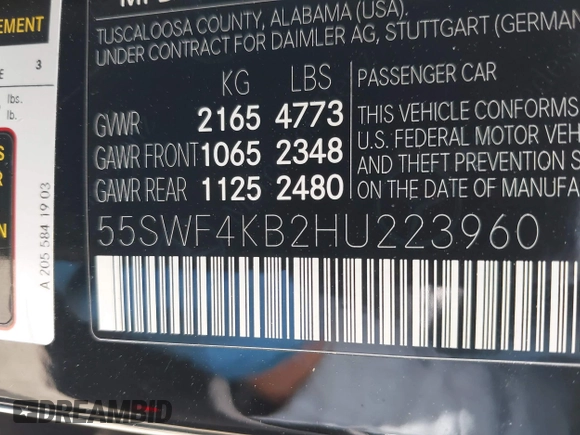 TUSCALOOSA COUNTY, ALABAMA (USA).
UNDER CONTRACT FOR DAIMLER AG, STUTTGART (GERMAN
KG LBS
GVWR 2165 4773
GAWR FRONT 1065 2348
GAWR REAR 1125 2480
PASSENGER CAR
THIS VEHICLE CONFORMS
U.S. FEDERAL MOTOR VEH
AND THEFT PREVENTION S
ON THE DATE OF MANUFA
55SWF4KB2HU223960
EMENT
E 3
lbs.
lb.
A 205 584 19 03
DREAMBID